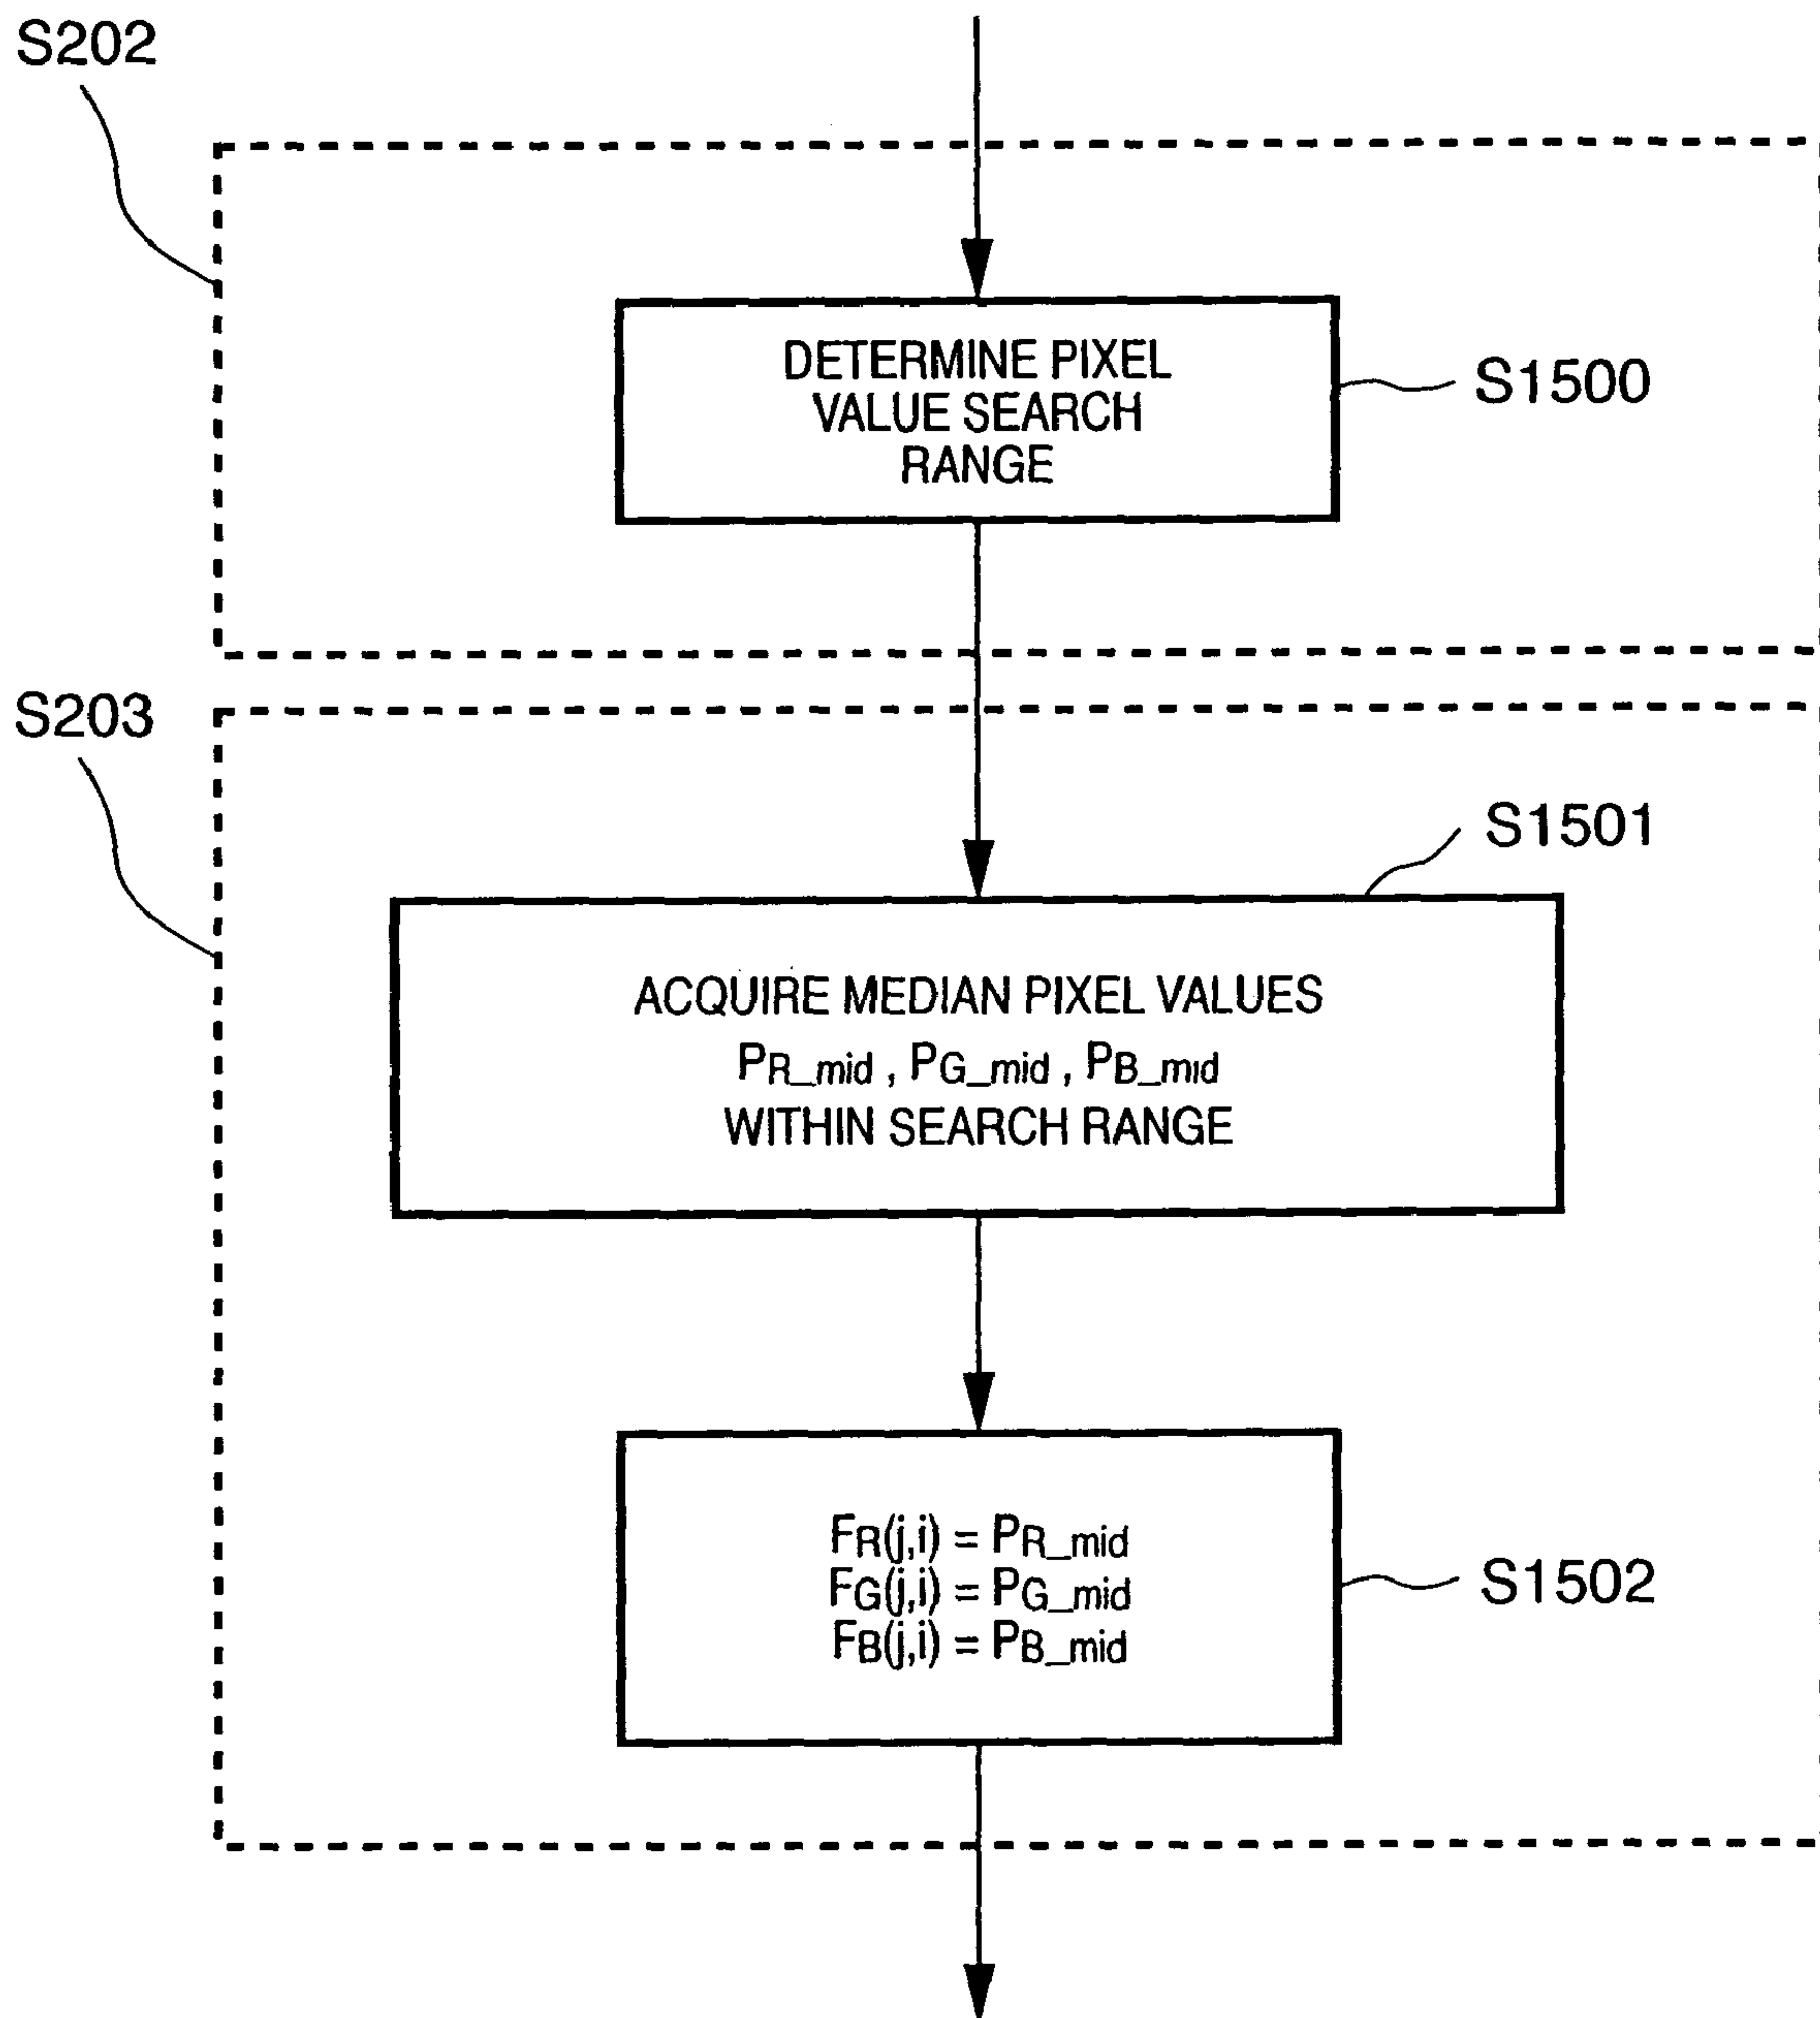 S202
DETERMINE PIXEL
VALUE SEARCH
RANGE
S1500
S203
S1501
ACQUIRE MEDIAN PIXEL VALUES
PR_mid , PG_mid , PB_mid
WITHIN SEARCH RANGE
FR(j,i) = PR_mid
FG(j,i) = PG_mid
FB(j,i) = PB_mid
S1502